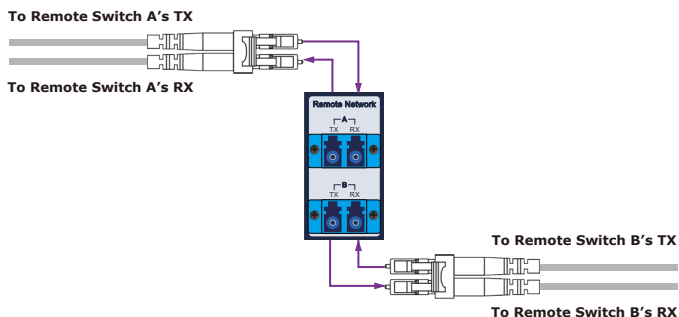 To Remote Switch A's TX
To Remote Switch A's RX
Remote Network
A
TX RX
B
TX RX
To Remote Switch B's TX
To Remote Switch B's RX